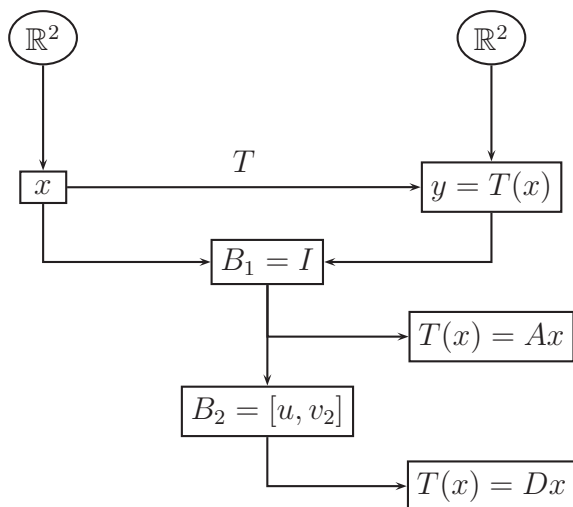 ℝ² ℝ²
T
x y = T(x)
B₁ = I
T(x) = Ax
B₂ = [u, v₂]
T(x) = Dx